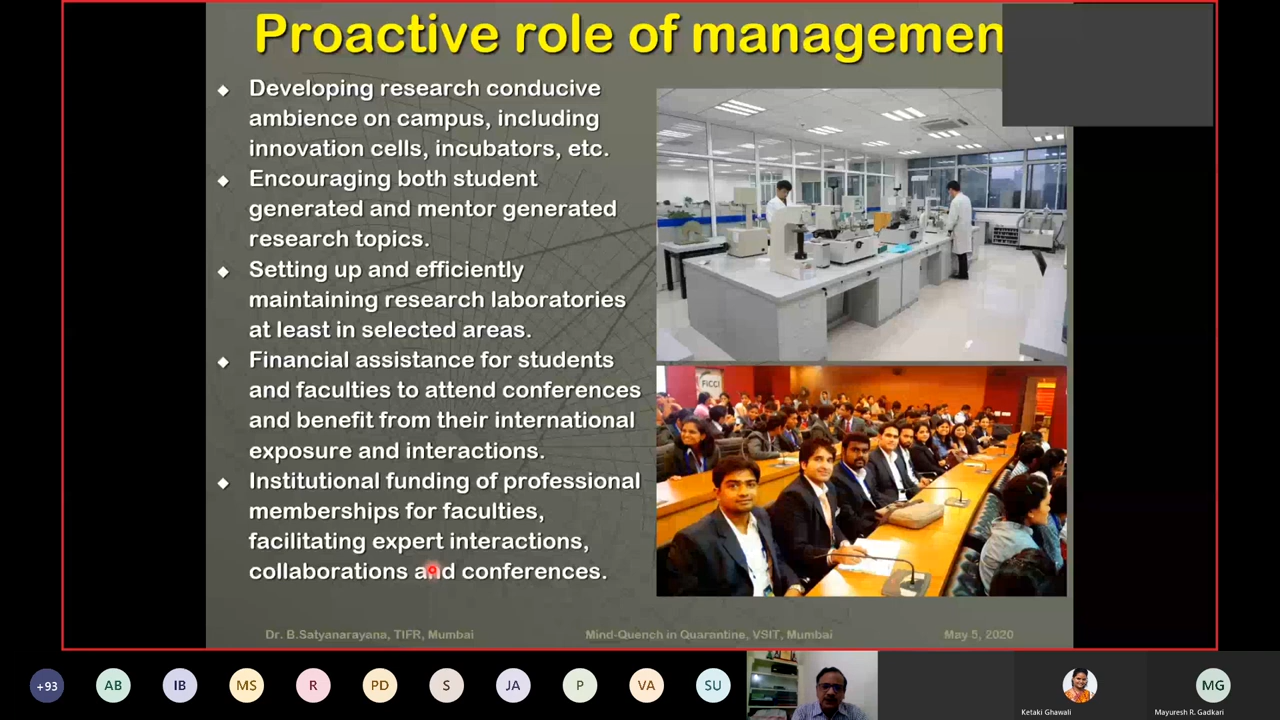 Proactive role of managemen
Developing research conducive
ambience on campus, including
innovation cells, incubators, etc.
Encouraging both student
generated and mentor generated
research topics.
Setting up and efficiently
maintaining research laboratories
at least in selected areas.
Financial assistance for students
and faculties to attend conferences
and benefit from their international
exposure and interactions.
Institutional funding of professional
memberships for faculties,
facilitating expert interactions,
collaborations and conferences.
FICCI
Dr. B.Satyanarayana, TIFR, Mumbai
Mind-Quench in Quarantine, VSIT, Mumbai
May 5, 2020
+93
AB
IB
MS
R
PD
S
JA
P
VA
SU
Ketaki Ghawali
MG
Mayuresh R. Gadkari